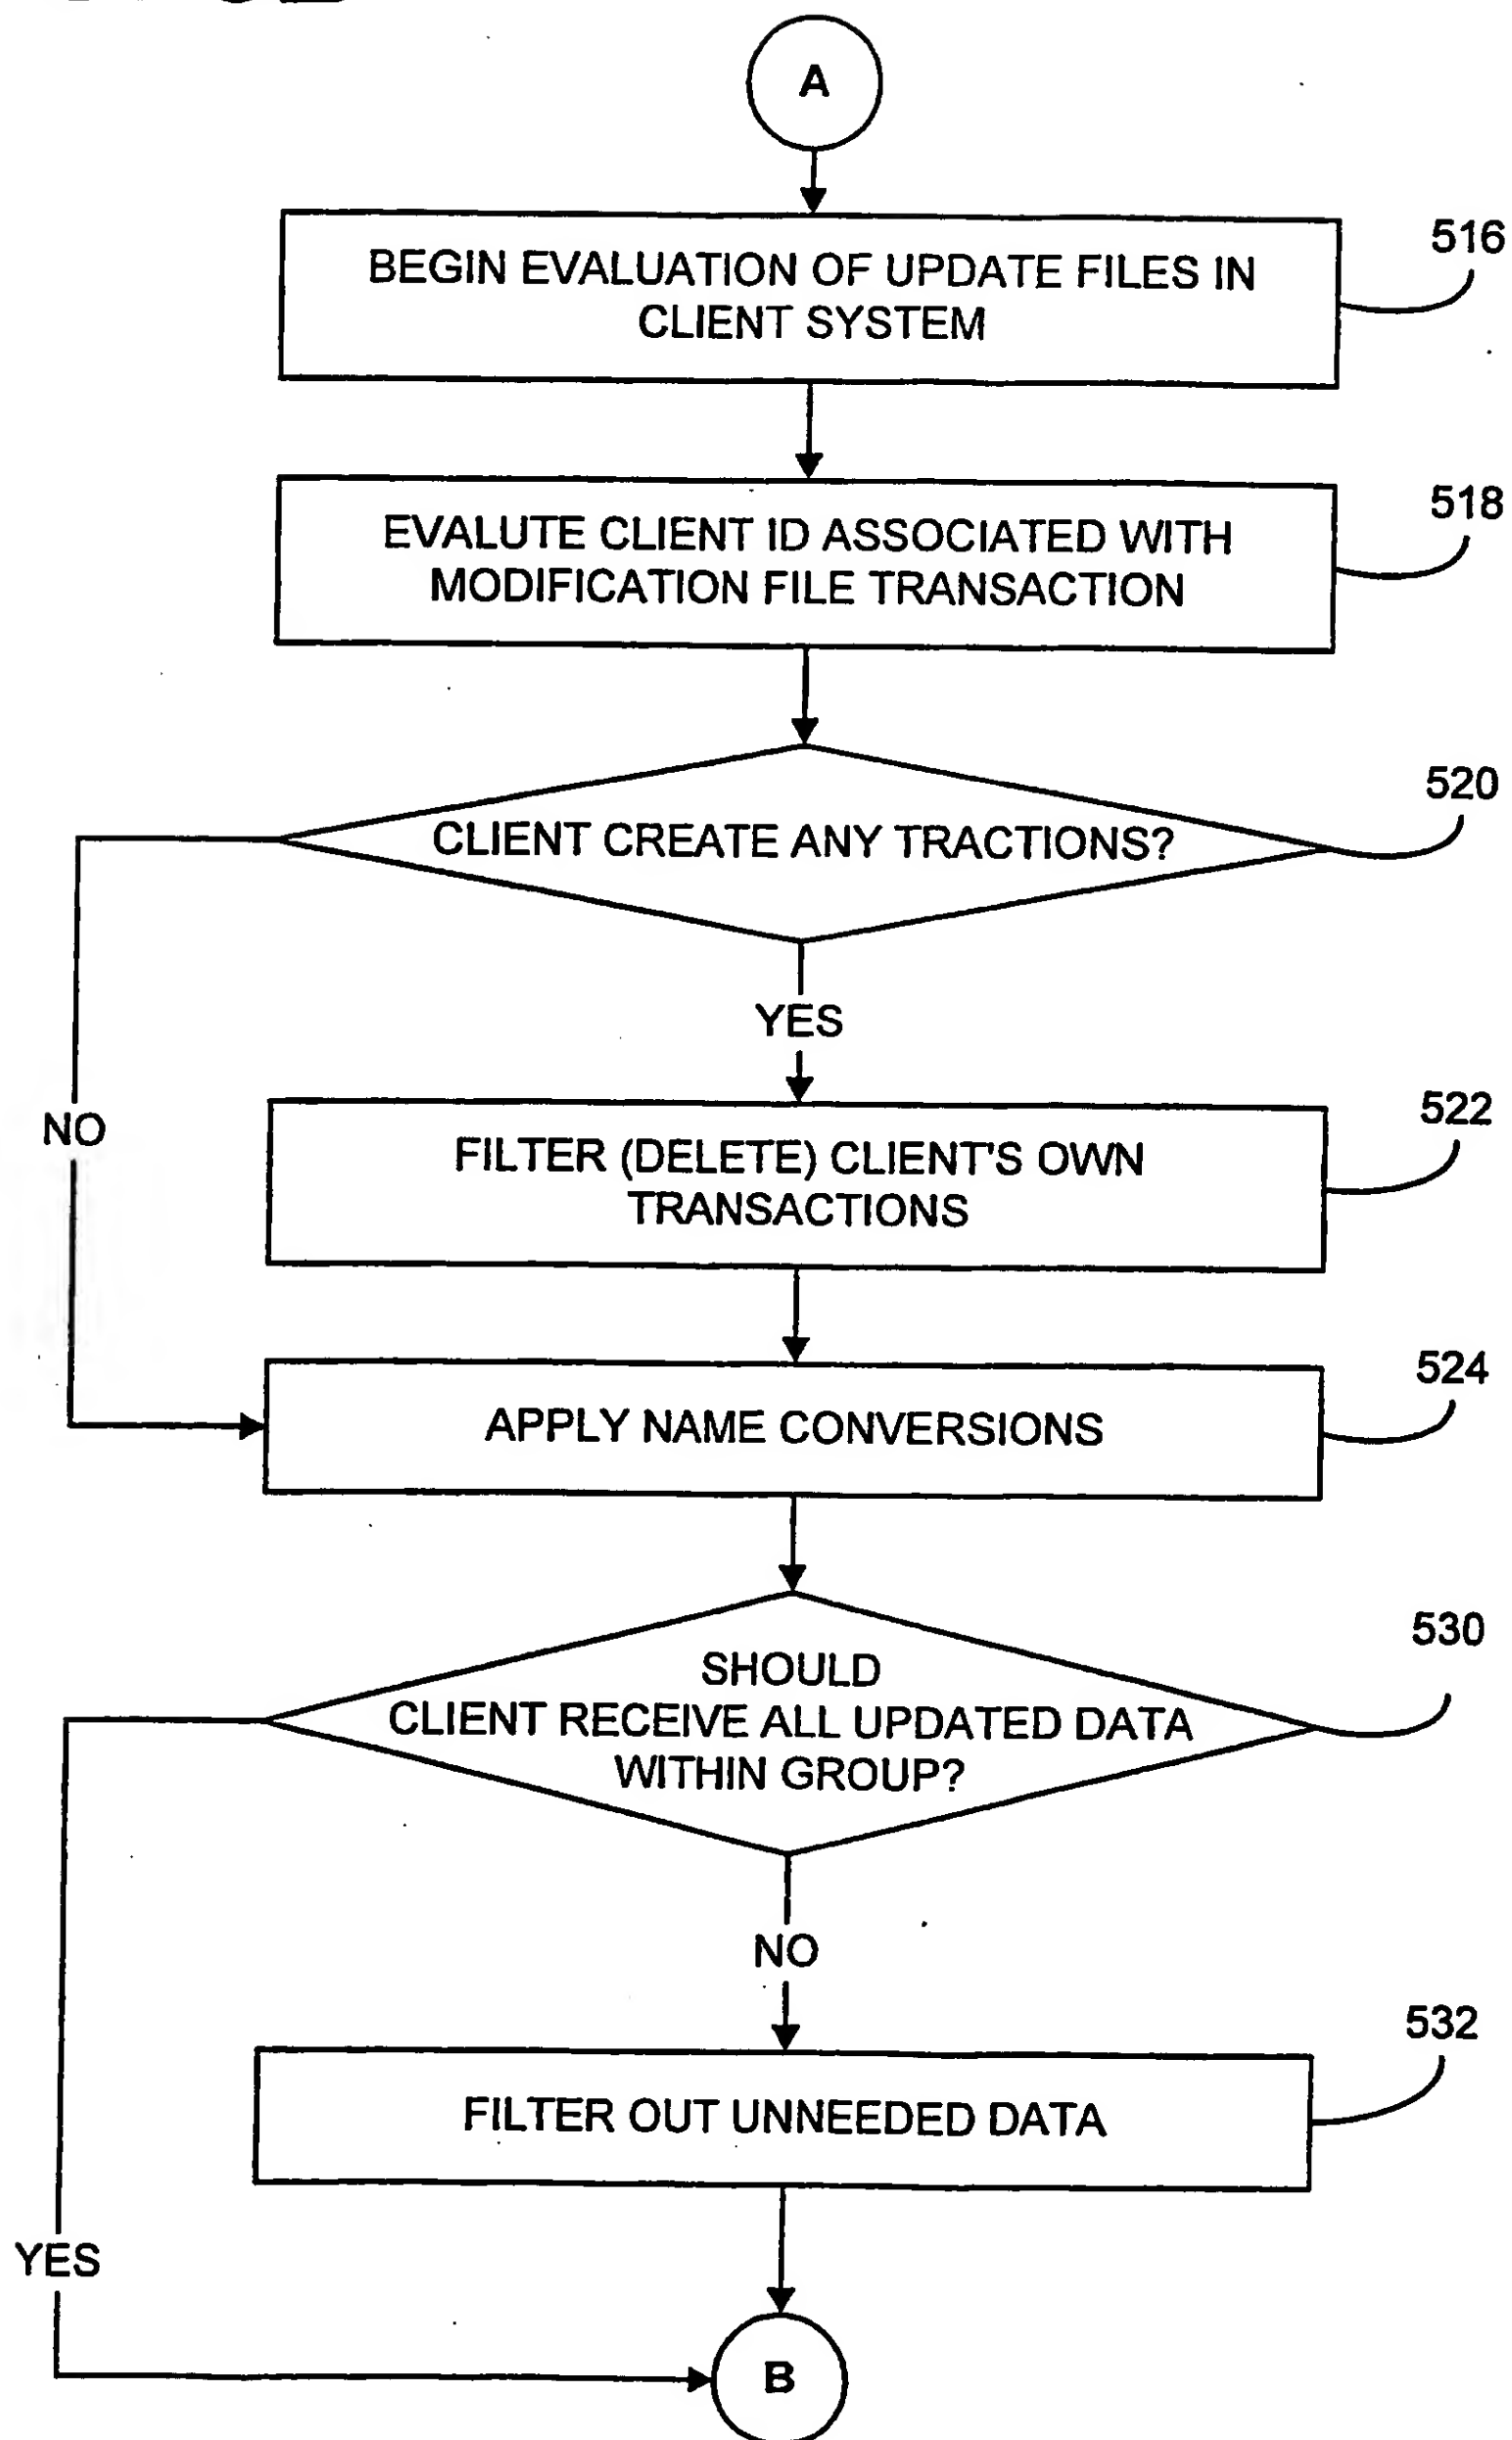 A
BEGIN EVALUATION OF UPDATE FILES IN
CLIENT SYSTEM
516
EVALUTE CLIENT ID ASSOCIATED WITH
MODIFICATION FILE TRANSACTION
518
CLIENT CREATE ANY TRACTIONS?
520
YES
NO
FILTER (DELETE) CLIENT'S OWN
TRANSACTIONS
522
APPLY NAME CONVERSIONS
524
SHOULD
CLIENT RECEIVE ALL UPDATED DATA
WITHIN GROUP?
530
NO
FILTER OUT UNNEEDED DATA
532
YES
B